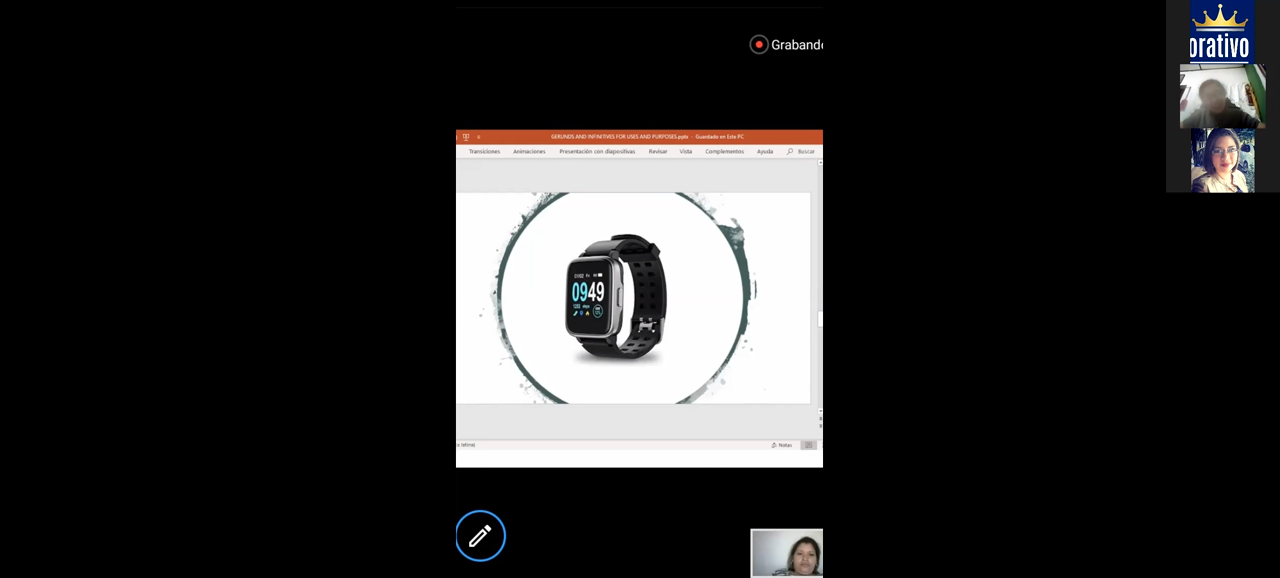 Grabando
GERUNDS AND INFINITIVES FOR USES AND PURPOSES.pptx - Guardado en Este PC
Transiciones Animaciones Presentación con diapositivas Revisar Vista Complementos Ayuda Buscar
orativo
0949
Notas